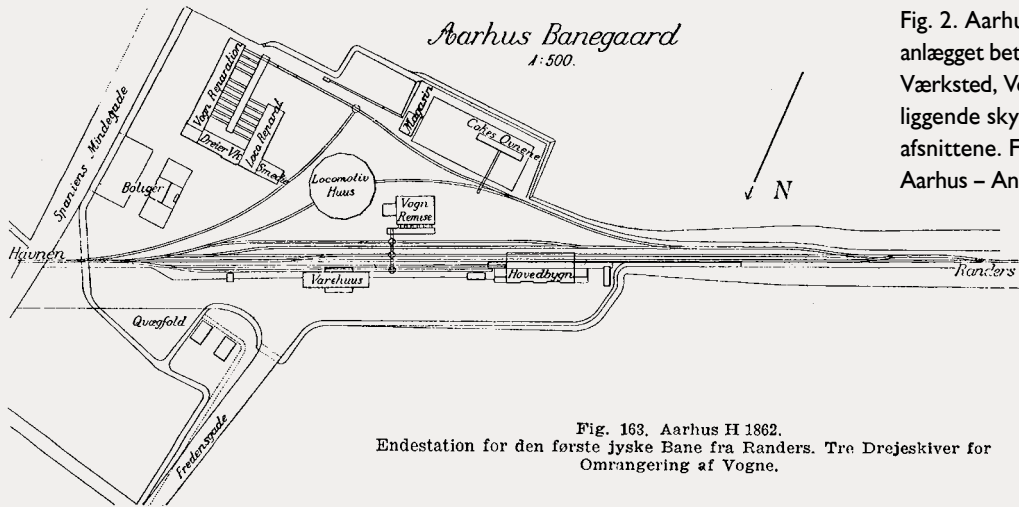 Aarhus Banegaard
1:500.
Fig. 2. Aarhu
anlægget bet
Værksted, Vo
liggende sky
afsnittene. F
Aarhus – An
Vogn Reparation
Loco Reparat.
Dreier Vk
Smedie
Magasin
Cokes Ovnene
Spaniens Mindegade
Boliger
Locomotiv
Huus
Vogn
Remise
N
Havnen
Randers
Varehuus
Hovedbygn
Qvægfold
Fredensgade
Fig. 163. Aarhus H 1862.
Endestation for den første jyske Bane fra Randers. Tre Drejeskiver for
Omrangering af Vogne.